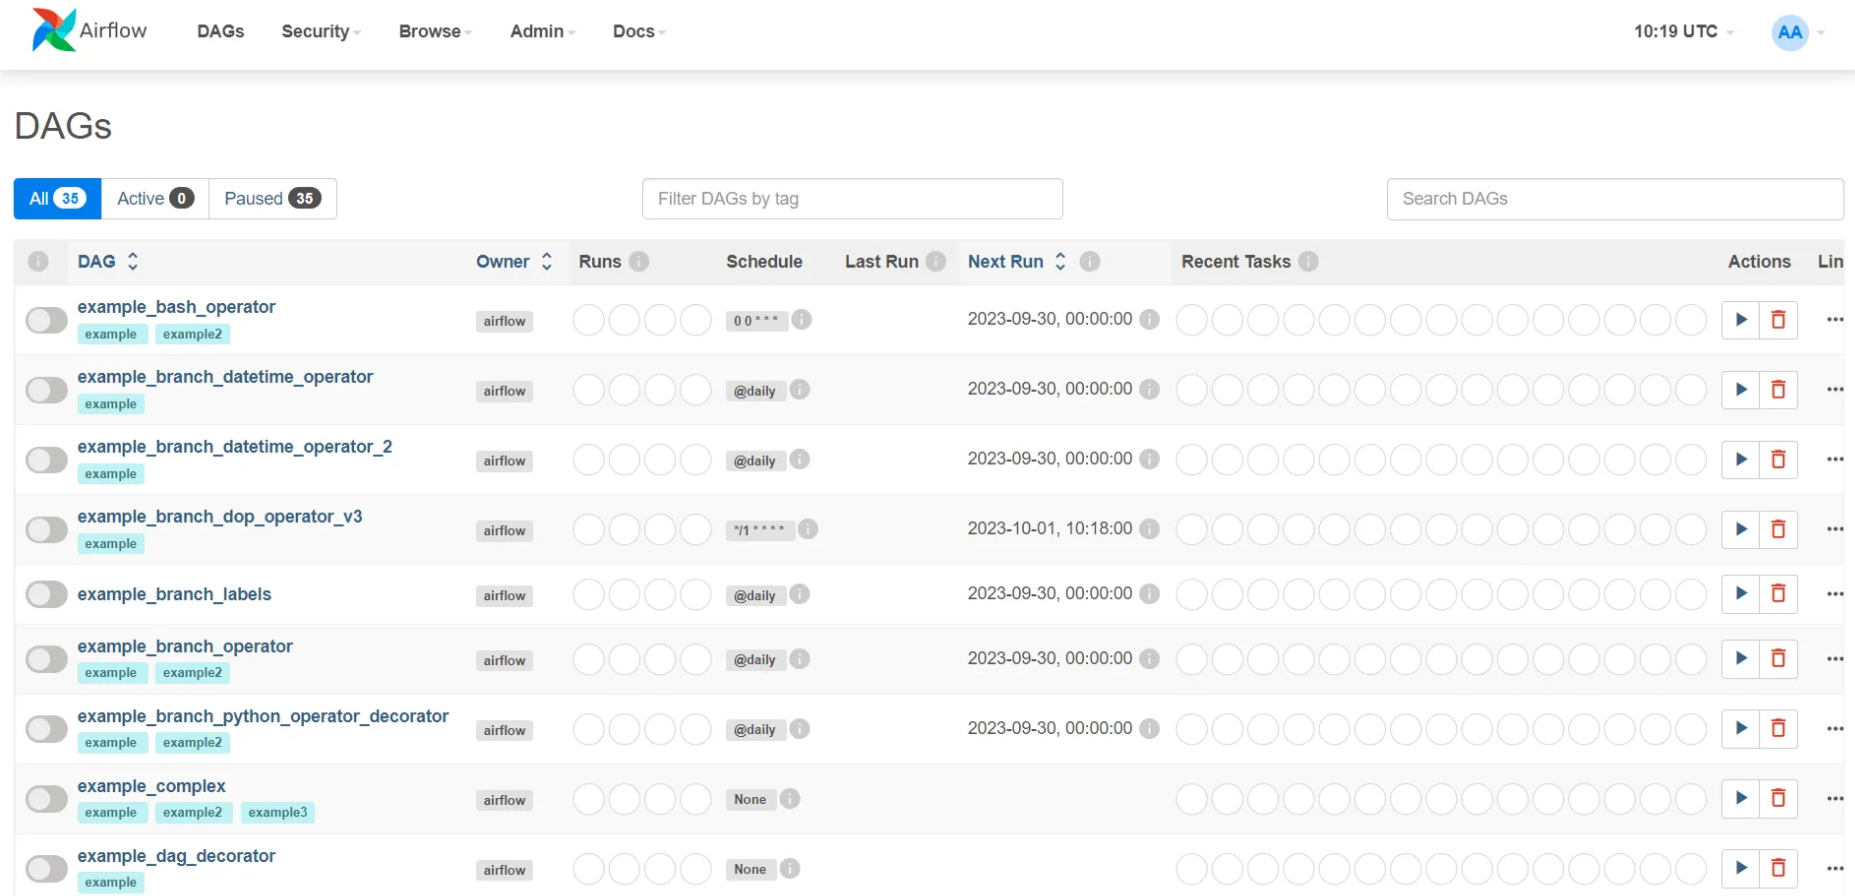 Airflow DAGs Security Browse Admin Docs 10:19 UTC AA
DAGs
All 35 Active 0 Paused 35 Filter DAGs by tag Search DAGs
DAG Owner Runs Schedule Last Run Next Run Recent Tasks Actions Lin
example_bash_operator
airflow 0 0 * * * 2023-09-30, 00:00:00
example example2
example_branch_datetime_operator
airflow @daily 2023-09-30, 00:00:00
example
example_branch_datetime_operator_2
airflow @daily 2023-09-30, 00:00:00
example
example_branch_dop_operator_v3
airflow */1 * * * * 2023-10-01, 10:18:00
example
example_branch_labels airflow @daily 2023-09-30, 00:00:00
example_branch_operator
airflow @daily 2023-09-30, 00:00:00
example example2
example_branch_python_operator_decorator
airflow @daily 2023-09-30, 00:00:00
example example2
example_complex
airflow None
example example2 example3
example_dag_decorator
airflow None
example